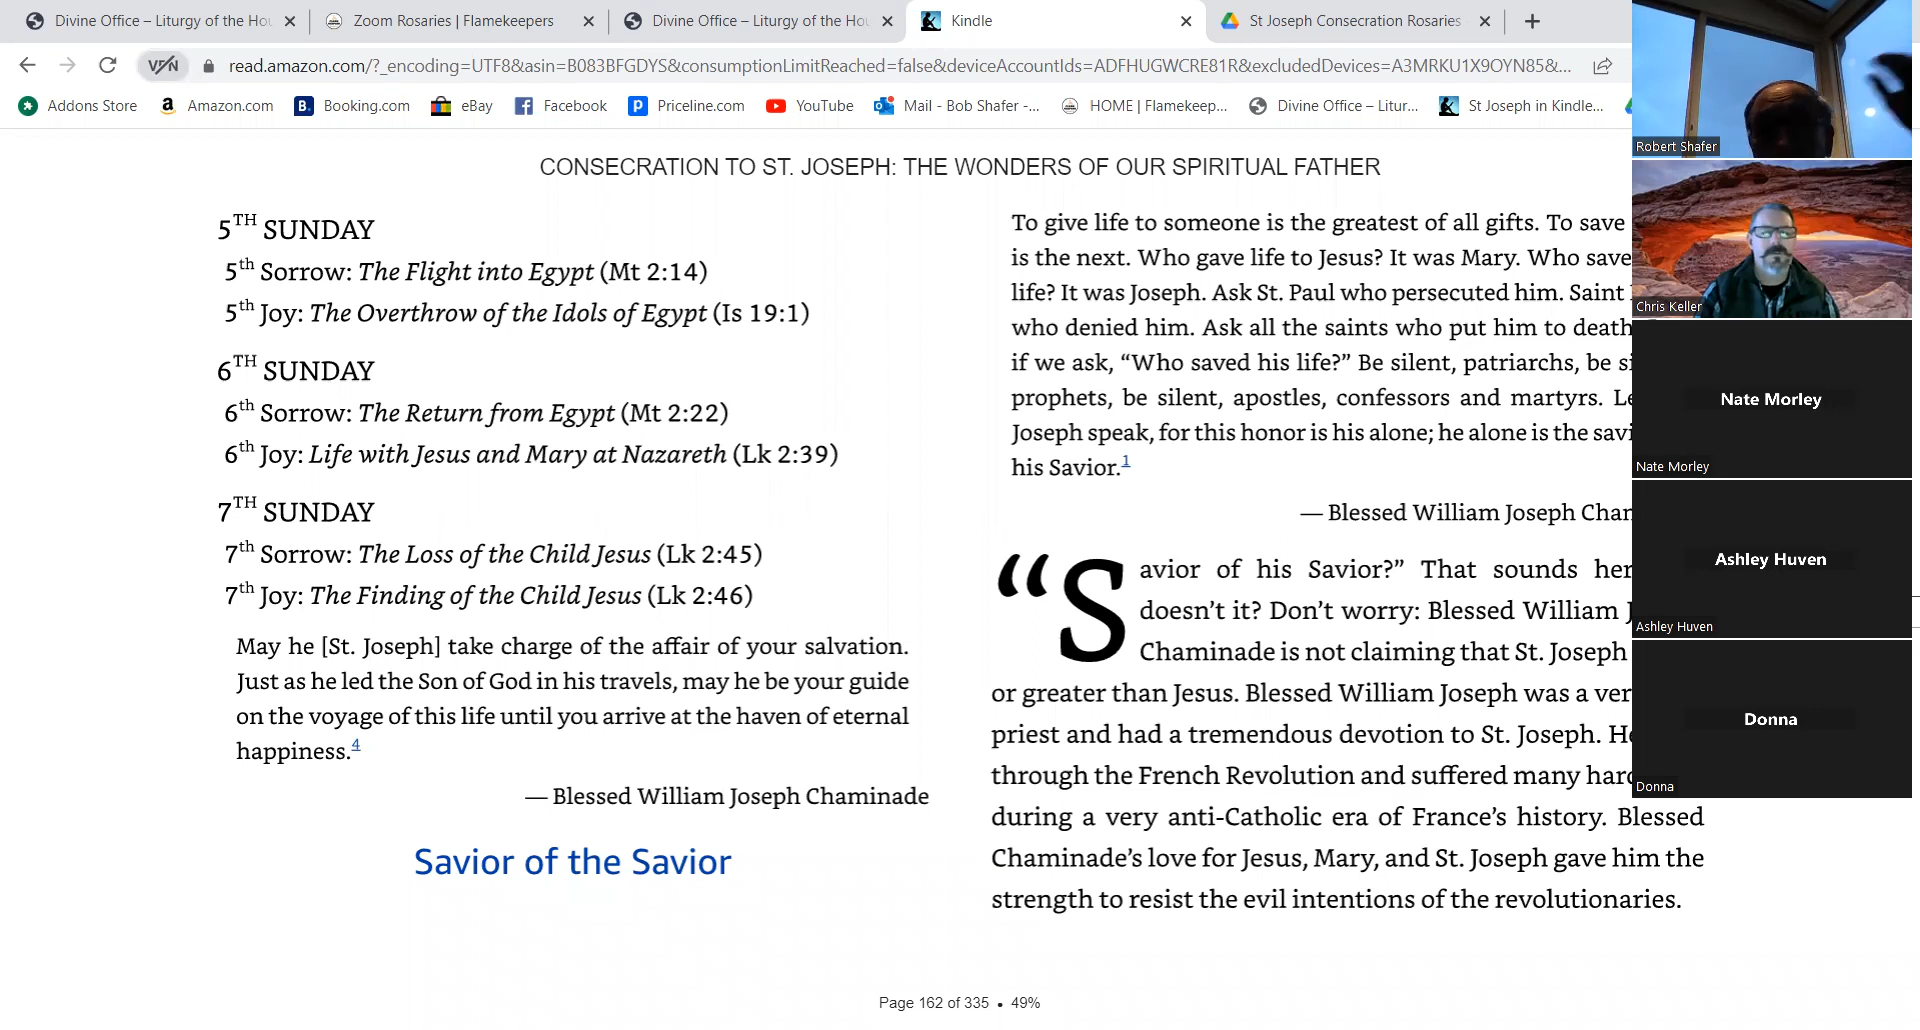 Divine Office – Liturgy of the Hou
Zoom Rosaries | Flamekeepers
Divine Office – Liturgy of the Hou
Kindle
St Joseph Consecration Rosaries
VPN
read.amazon.com/?_encoding=UTF8&asin=B083BFGDYS&consumptionLimitReached=false&deviceAccountIds=ADFHUGWCRE81R&excludedDevices=A3MRKU1X9OYN85&...
Addons Store
Amazon.com
Booking.com
eBay
Facebook
Priceline.com
YouTube
Mail - Bob Shafer -...
HOME | Flamekeep...
Divine Office – Litur...
St Joseph in Kindle...
CONSECRATION TO ST. JOSEPH: THE WONDERS OF OUR SPIRITUAL FATHER
5TH SUNDAY
5th Sorrow: The Flight into Egypt (Mt 2:14)
5th Joy: The Overthrow of the Idols of Egypt (Is 19:1)
6TH SUNDAY
6th Sorrow: The Return from Egypt (Mt 2:22)
6th Joy: Life with Jesus and Mary at Nazareth (Lk 2:39)
7TH SUNDAY
7th Sorrow: The Loss of the Child Jesus (Lk 2:45)
7th Joy: The Finding of the Child Jesus (Lk 2:46)
May he [St. Joseph] take charge of the affair of your salvation.
Just as he led the Son of God in his travels, may he be your guide
on the voyage of this life until you arrive at the haven of eternal
happiness.4
— Blessed William Joseph Chaminade
Savior of the Savior
To give life to someone is the greatest of all gifts. To save
is the next. Who gave life to Jesus? It was Mary. Who save
life? It was Joseph. Ask St. Paul who persecuted him. Saint
who denied him. Ask all the saints who put him to death
if we ask, “Who saved his life?” Be silent, patriarchs, be si
prophets, be silent, apostles, confessors and martyrs. Le
Joseph speak, for this honor is his alone; he alone is the savi
his Savior.1
— Blessed William Joseph Cha
“Savior of his Savior?” That sounds her
doesn’t it? Don’t worry: Blessed William J
Chaminade is not claiming that St. Joseph
or greater than Jesus. Blessed William Joseph was a ver
priest and had a tremendous devotion to St. Joseph. He
through the French Revolution and suffered many hard
during a very anti-Catholic era of France’s history. Blessed
Chaminade’s love for Jesus, Mary, and St. Joseph gave him the
strength to resist the evil intentions of the revolutionaries.
Page 162 of 335 • 49%
Robert Shafer
Chris Keller
Nate Morley
Nate Morley
Ashley Huven
Ashley Huven
Donna
Donna